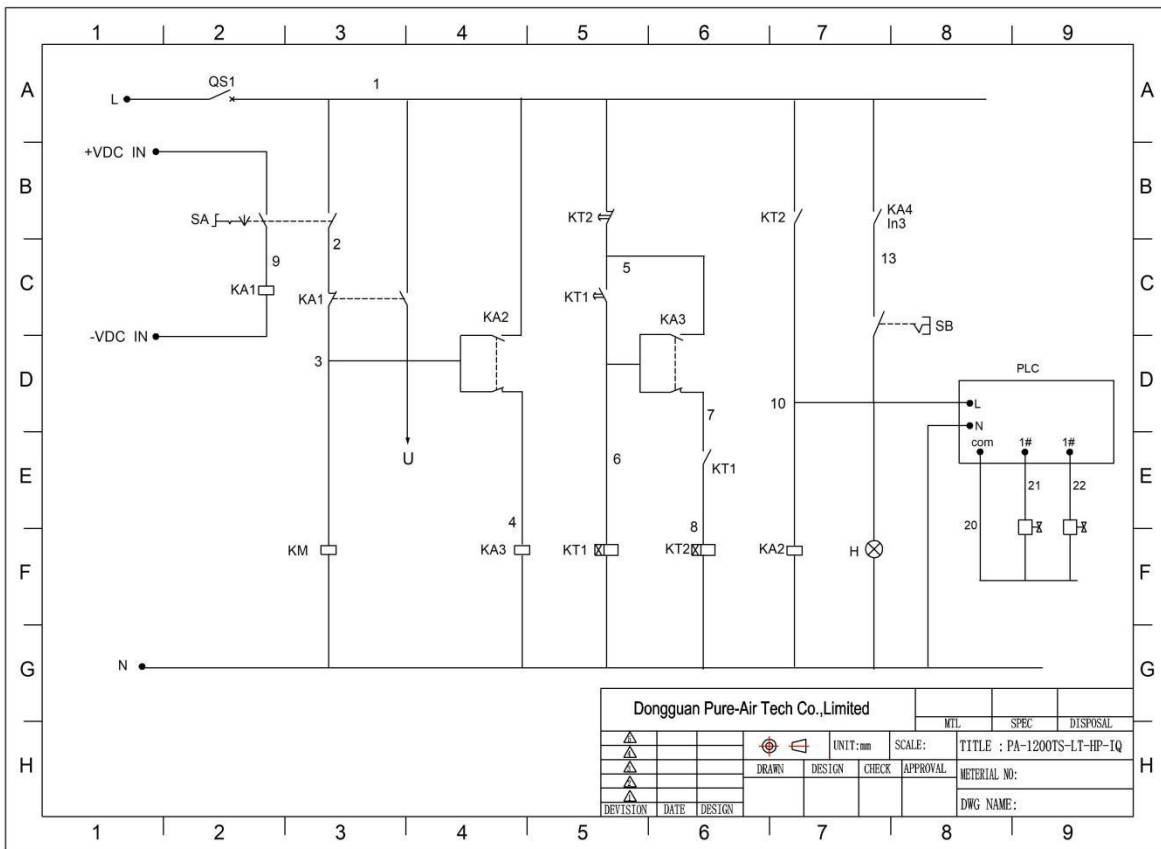 1 2 3 4 5 6 7 8 9
A A
QS1 1
L
+VDC IN
B B
SA KT2 KT2 KA4
In3
2
9 5 13
C C
KA1 KA1 KT1
KA2 KA3 SB
-VDC IN
3
D D
PLC
10 L
7 N
com 1# 1#
U 6 KT1
E E
21 22
20
4 8
KM KA3 KT1 KT2 KA2 H
F F
N
G G
Dongguan Pure-Air Tech Co.,Limited
MTL SPEC DISPOSAL
UNIT:mm SCALE: TITLE : PA-1200TS-LT-HP-IQ
H H
DRAWN DESIGN CHECK APPROVAL METERIAL NO:
DEVISION DATE DESIGN DWG NAME:
1 2 3 4 5 6 7 8 9